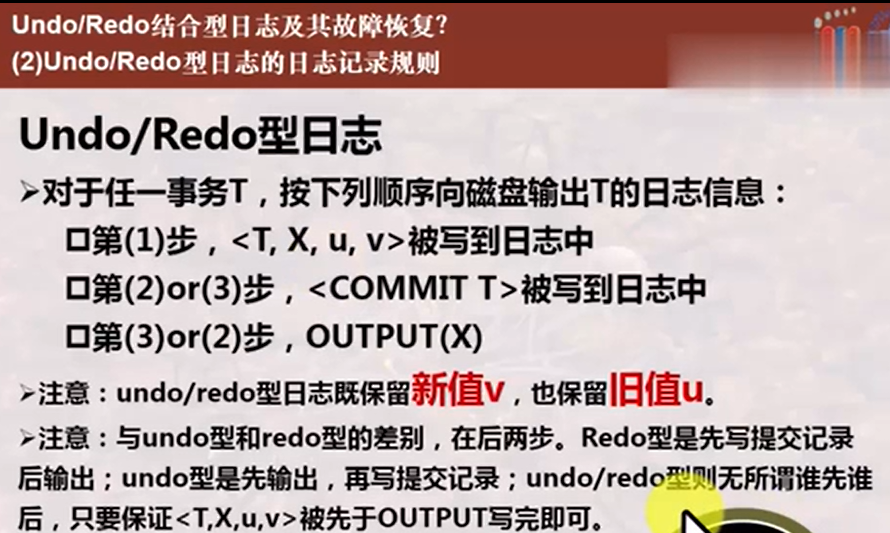 Undo/Redo结合型日志及其故障恢复?
(2)Undo/Redo型日志的日志记录规则
Undo/Redo型日志
➢对于任一事务T，按下列顺序向磁盘输出T的日志信息：
□第(1)步，<T, X, u, v>被写到日志中
□第(2)or(3)步，<COMMIT T>被写到日志中
□第(3)or(2)步，OUTPUT(X)
➢注意：undo/redo型日志既保留新值v，也保留旧值u。
➢注意：与undo型和redo型的差别，在后两步。Redo型是先写提交记录
后输出；undo型是先输出，再写提交记录；undo/redo型则无所谓谁先谁
后，只要保证<T,X,u,v>被先于OUTPUT写完即可。